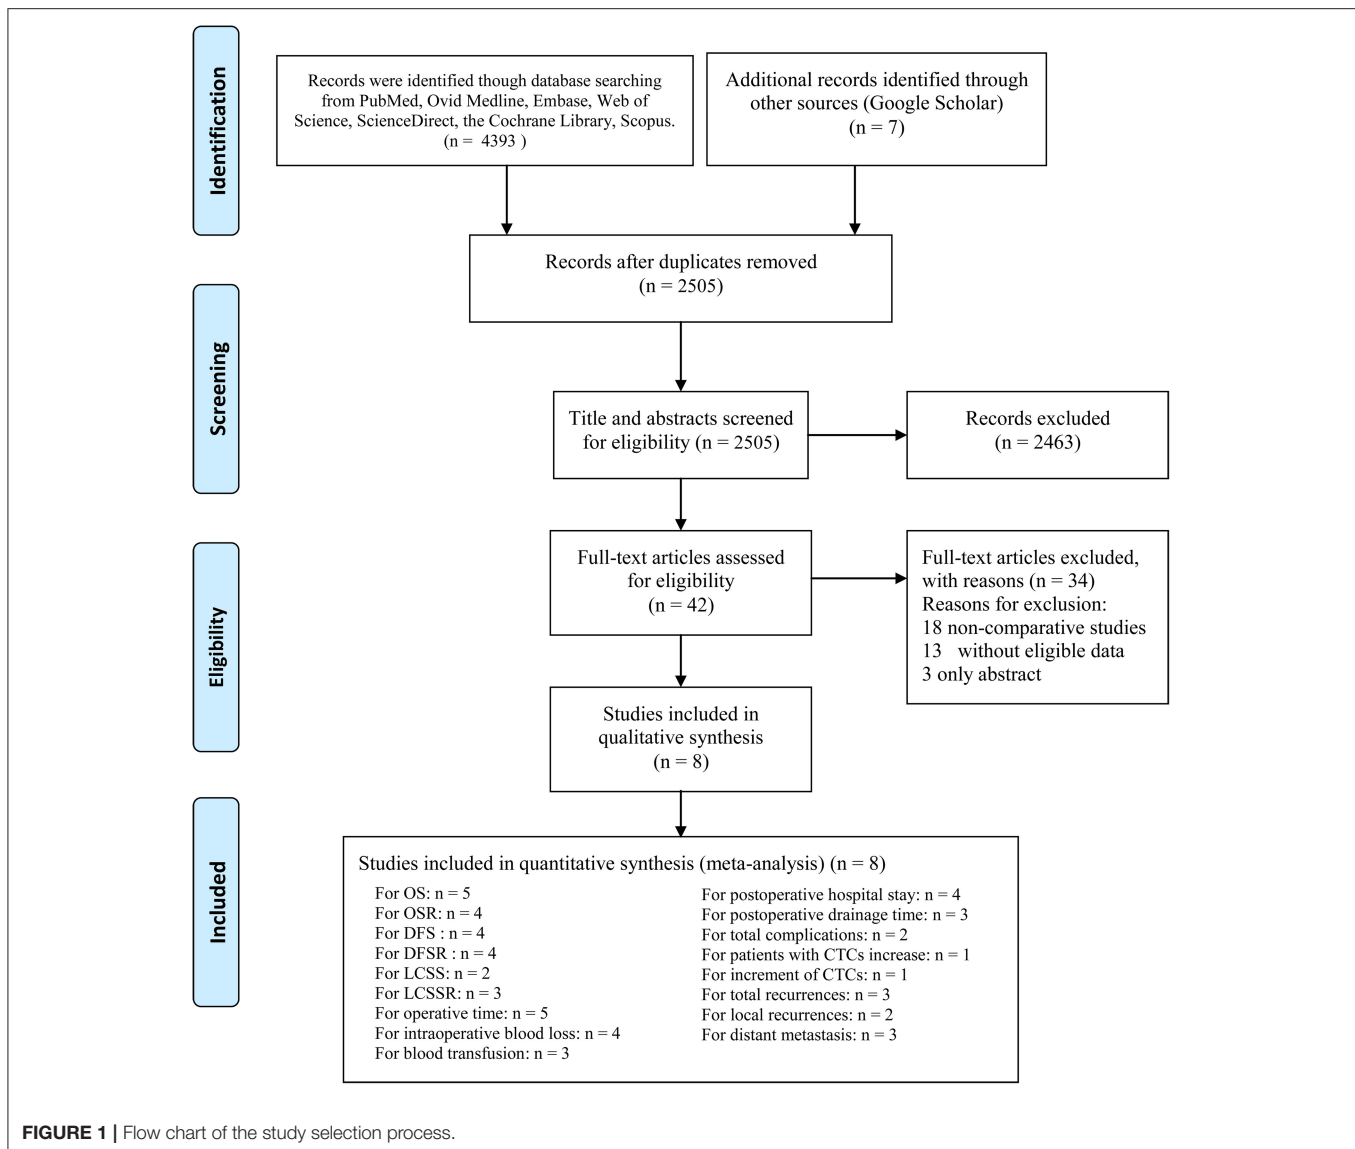 Identification
Records were identified though database searching
from PubMed, Ovid Medline, Embase, Web of
Science, ScienceDirect, the Cochrane Library, Scopus.
(n = 4393 )
Additional records identified through
other sources (Google Scholar)
(n = 7)
Records after duplicates removed
(n = 2505)
Screening
Title and abstracts screened
for eligibility (n = 2505)
Records excluded
(n = 2463)
Eligibility
Full-text articles assessed
for eligibility
(n = 42)
Full-text articles excluded,
with reasons (n = 34)
Reasons for exclusion:
18 non-comparative studies
13 without eligible data
3 only abstract
Studies included in
qualitative synthesis
(n = 8)
Included
Studies included in quantitative synthesis (meta-analysis) (n = 8)
For OS: n = 5
For OSR: n = 4
For DFS : n = 4
For DFSR : n = 4
For LCSS: n = 2
For LCSSR: n = 3
For operative time: n = 5
For intraoperative blood loss: n = 4
For blood transfusion: n = 3
For postoperative hospital stay: n = 4
For postoperative drainage time: n = 3
For total complications: n = 2
For patients with CTCs increase: n = 1
For increment of CTCs: n = 1
For total recurrences: n = 3
For local recurrences: n = 2
For distant metastasis: n = 3
FIGURE 1 | Flow chart of the study selection process.